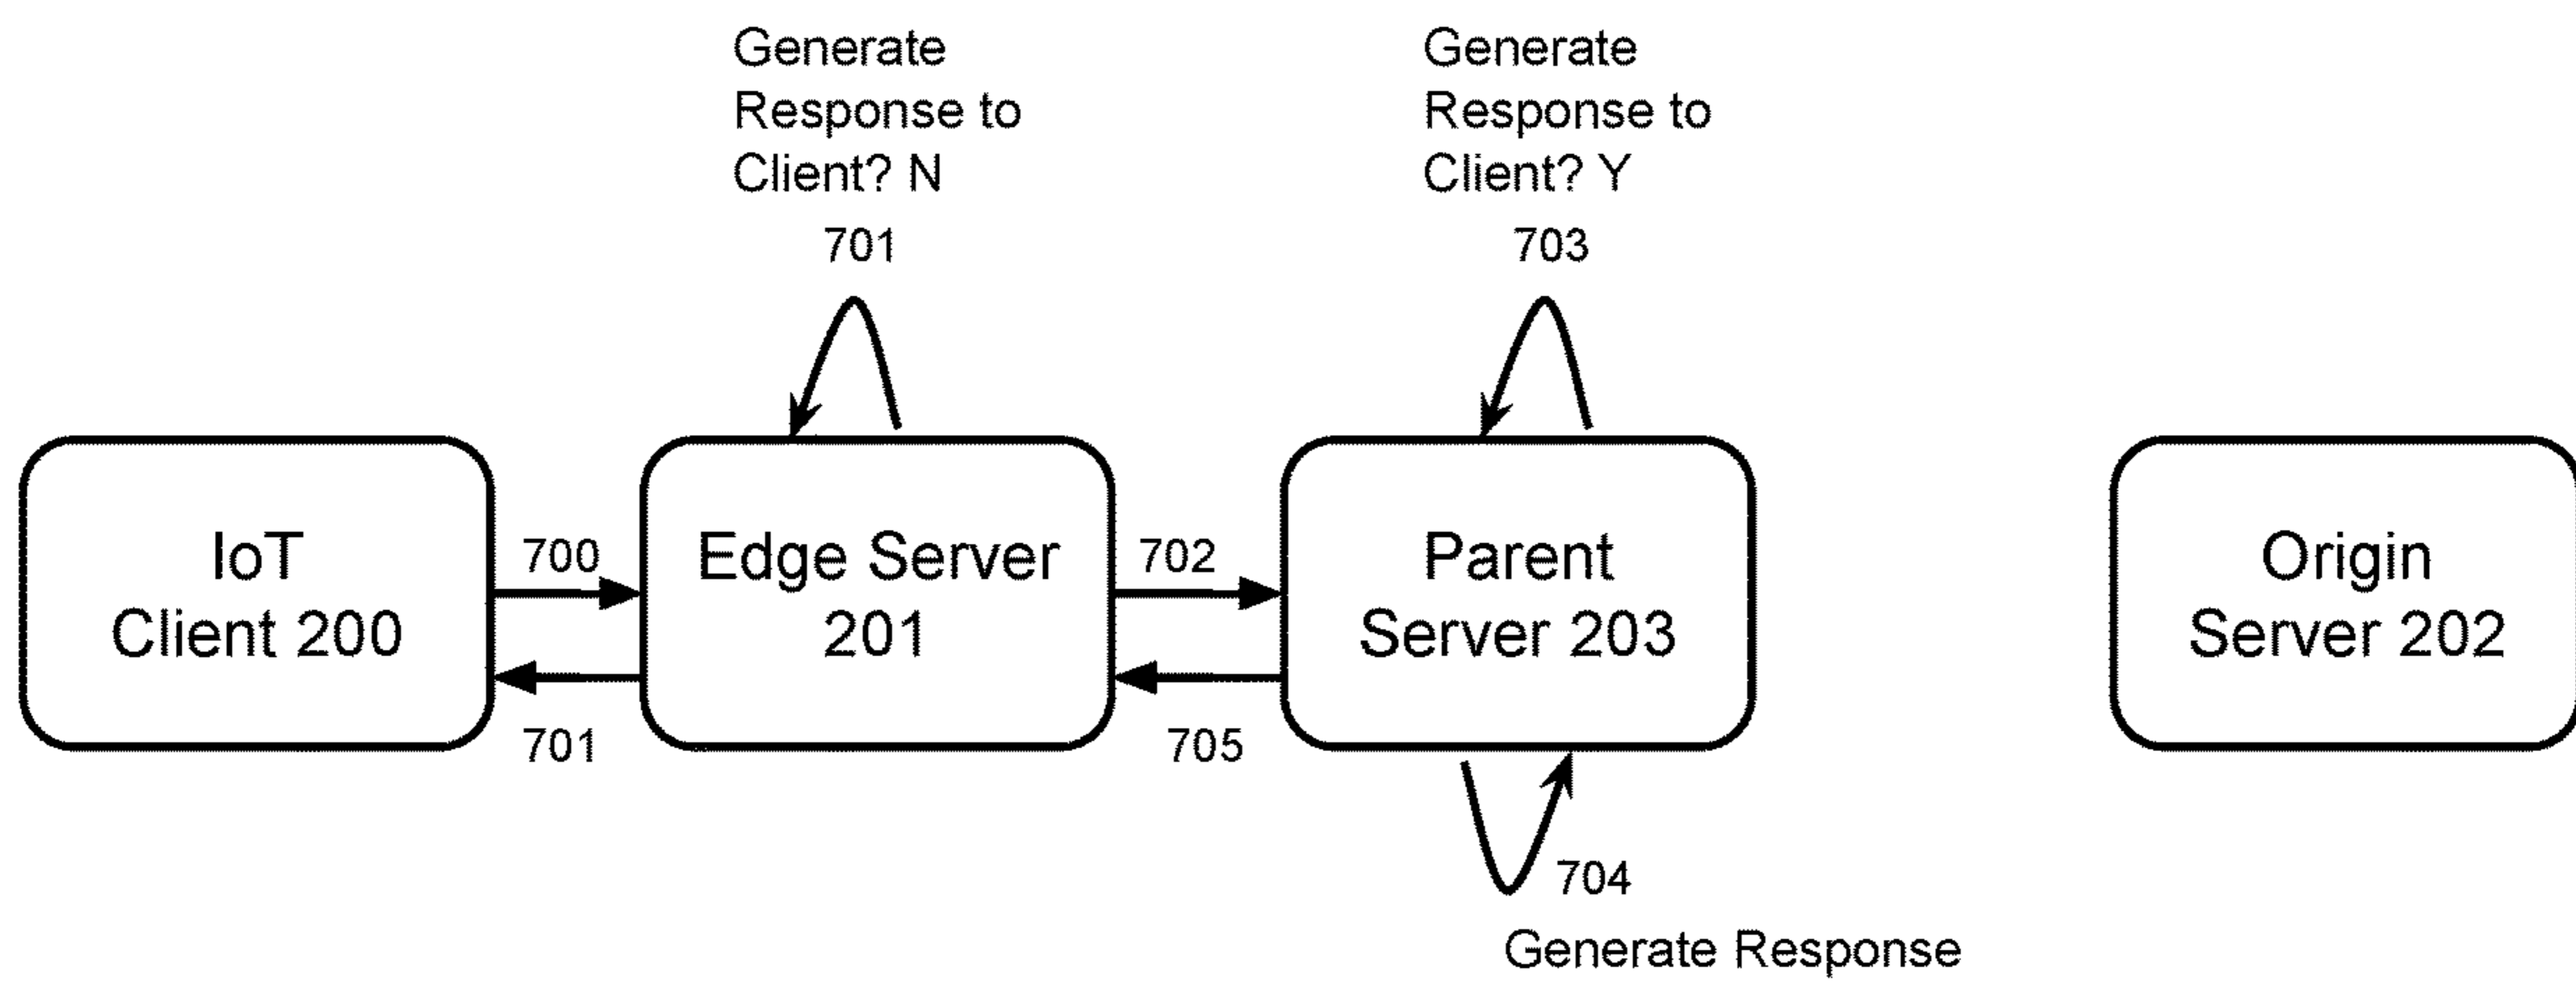 Generate
Response to
Client? N
701
Generate
Response to
Client? Y
703
IoT
Client 200
700
701
Edge Server
201
702
705
Parent
Server 203
Origin
Server 202
704
Generate Response